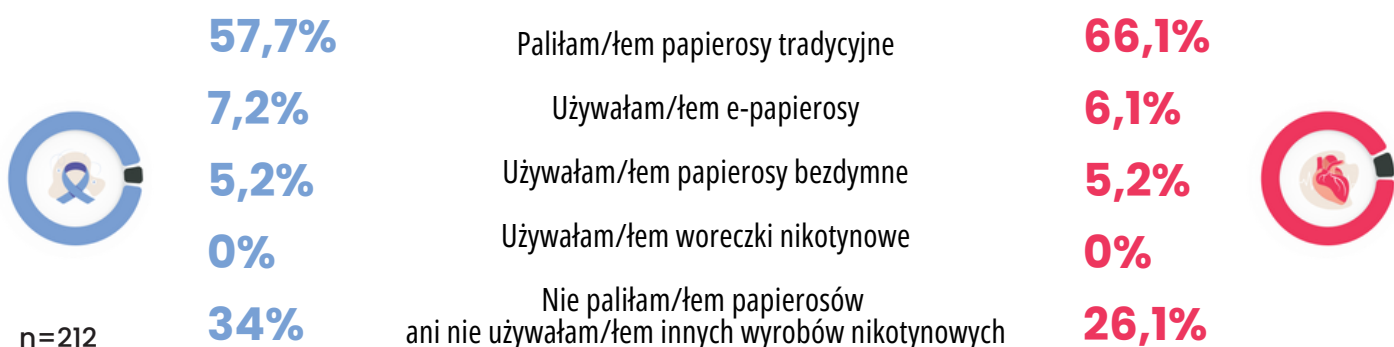 57,7% Paliłam/łem papierosy tradycyjne 66,1%
7,2% Używałam/łem e-papierosy 6,1%
5,2% Używałam/łem papierosy bezdymne 5,2%
0% Używałam/łem woreczki nikotynowe 0%
Nie paliłam/łem papierosów
n=212 34% ani nie używałam/łem innych wyrobów nikotynowych 26,1%